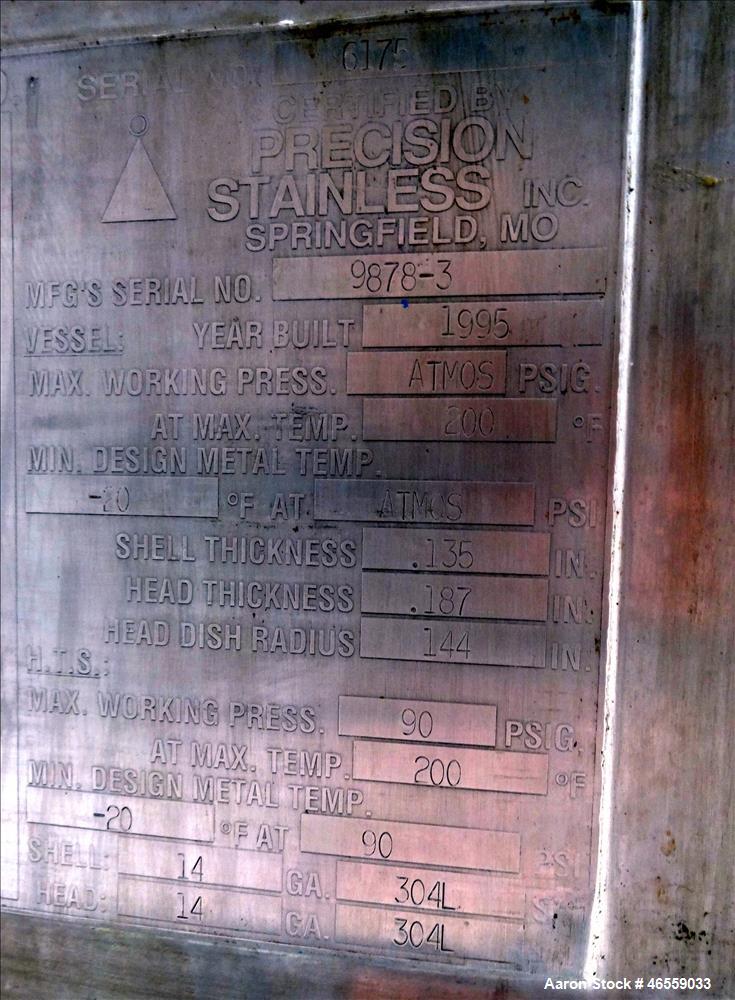 SERIAL NO. 6175
CERTIFIED BY
PRECISION
STAINLESS INC.
SPRINGFIELD, MO
MFG'S SERIAL NO. 9878-3
VESSEL: YEAR BUILT 1995
MAX. WORKING PRESS. ATMOS PSIG.
AT MAX. TEMP. 200 °F
MIN. DESIGN METAL TEMP.
-20 °F AT ATMOS PSI
SHELL THICKNESS .135 IN.
HEAD THICKNESS .187 IN.
HEAD DISH RADIUS 144 IN.
H.T.S.:
MAX. WORKING PRESS. 90 PSIG
AT MAX. TEMP. 200 °F
MIN. DESIGN METAL TEMP.
-20 °F AT 90 PSI
SHELL: 14 GA. 304L
HEAD: 14 GA. 304L
Aaron Stock # 46559033